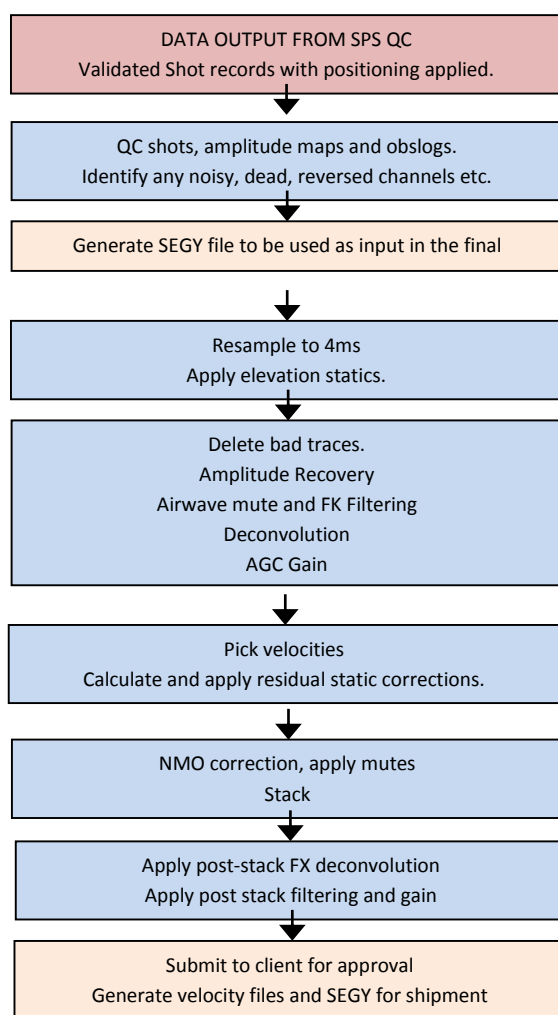 DATA OUTPUT FROM SPS QC
Validated Shot records with positioning applied.
QC shots, amplitude maps and obslogs.
Identify any noisy, dead, reversed channels etc.
Generate SEGY file to be used as input in the final
Resample to 4ms
Apply elevation statics.
Delete bad traces.
Amplitude Recovery
Airwave mute and FK Filtering
Deconvolution
AGC Gain
Pick velocities
Calculate and apply residual static corrections.
NMO correction, apply mutes
Stack
Apply post-stack FX deconvolution
Apply post stack filtering and gain
Submit to client for approval
Generate velocity files and SEGY for shipment